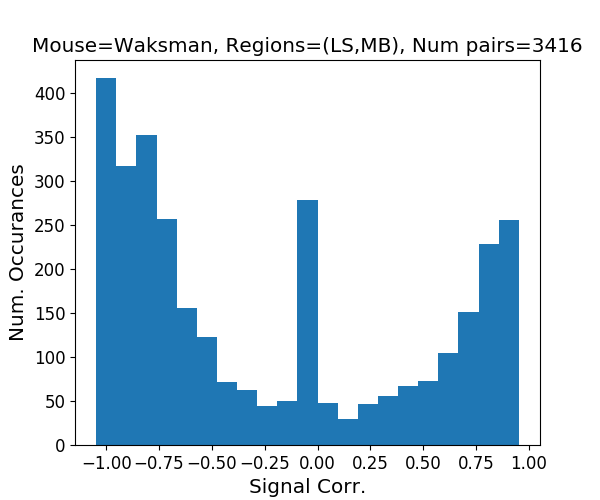 Mouse=Waksman, Regions=(LS,MB), Num pairs=3416
Num. Occurances
400
350
300
250
200
150
100
50
0
−1.00 −0.75 −0.50 −0.25 0.00 0.25 0.50 0.75 1.00
Signal Corr.